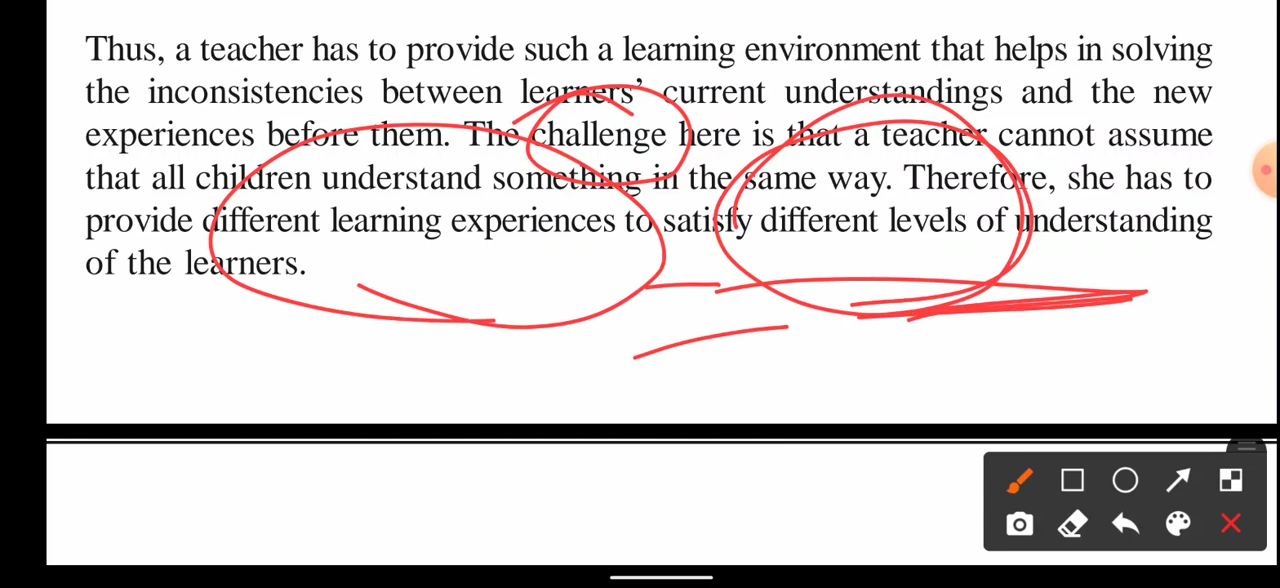 Thus, a teacher has to provide such a learning environment that helps in solving
the inconsistencies between learners’ current understandings and the new
experiences before them. The challenge here is that a teacher cannot assume
that all children understand something in the same way. Therefore, she has to
provide different learning experiences to satisfy different levels of understanding
of the learners.